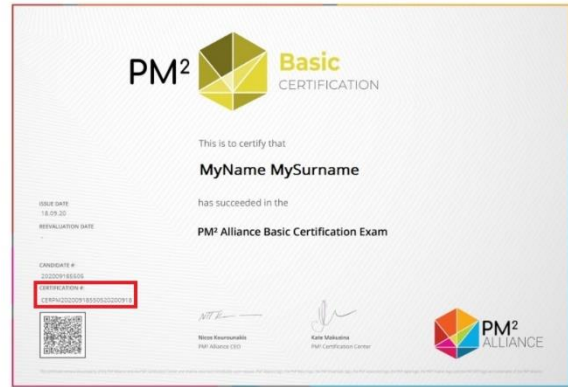 PM²
Basic
CERTIFICATION
This is to certify that
MyName MySurname
ISSUE DATE
18.09.20
has succeeded in the
REEVALUATION DATE
-
PM² Alliance Basic Certification Exam
CANDIDATE #
CERTIFICATION #
Nicos Kourounakis
PM² Alliance CEO
Kate Makssina
PM² Certification Center
PM²
ALLIANCE